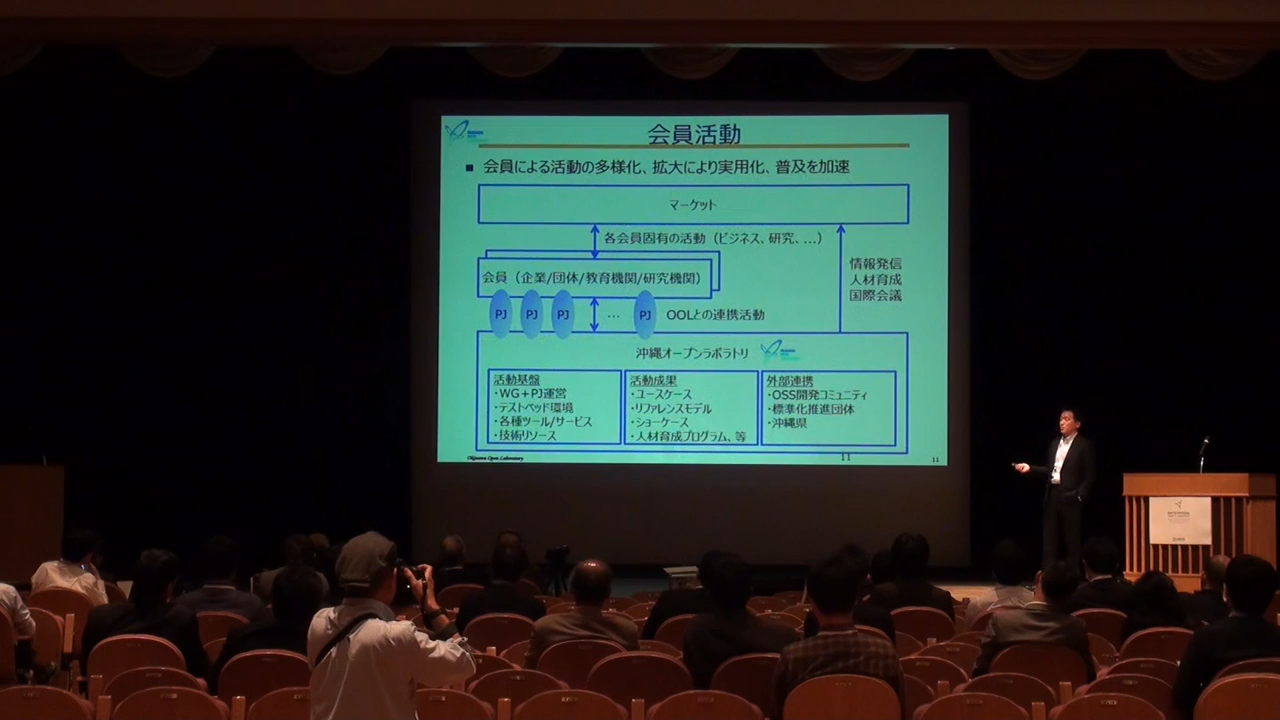 会員活動
■ 会員による活動の多様化、拡大により実用化、普及を加速
マーケット
各会員固有の活動（ビジネス、研究、…）
会員（企業/団体/教育機関/研究機関）
情報発信
人材育成
国際会議
PJ PJ PJ … PJ OOLとの連携活動
沖縄オープンラボラトリ
活動基盤
・WG＋PJ運営
・テストベッド環境
・各種ツール/サービス
・技術リソース
活動成果
・ユースケース
・リファレンスモデル
・ショーケース
・人材育成プログラム、等
外部連携
・OSS開発コミュニティ
・標準化推進団体
・沖縄県
Okinawa Open Laboratory
11
11